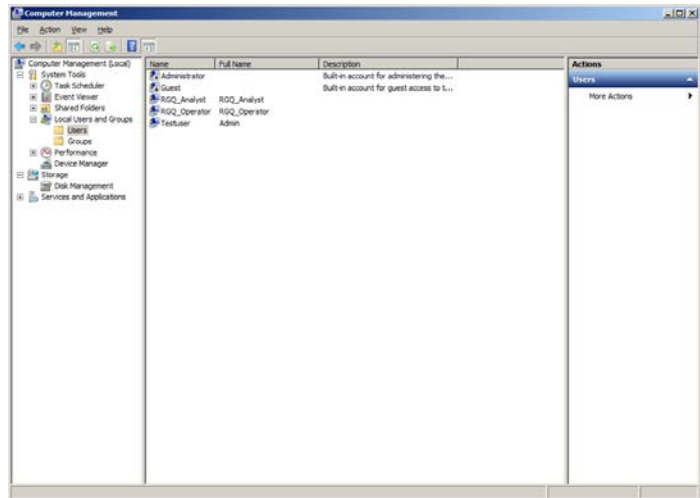 Computer Management
File Action View Help
Computer Management (Local)
System Tools
Task Scheduler
Event Viewer
Shared Folders
Local Users and Groups
Users
Groups
Performance
Device Manager
Storage
Disk Management
Services and Applications
Name Full Name Description
Administrator Built-in account for administering the...
Guest Built-in account for guest access to t...
RGQ_Analyst RGQ_Analyst
RGQ_Operator RGQ_Operator
Testuser Admin
Actions
Users
More Actions